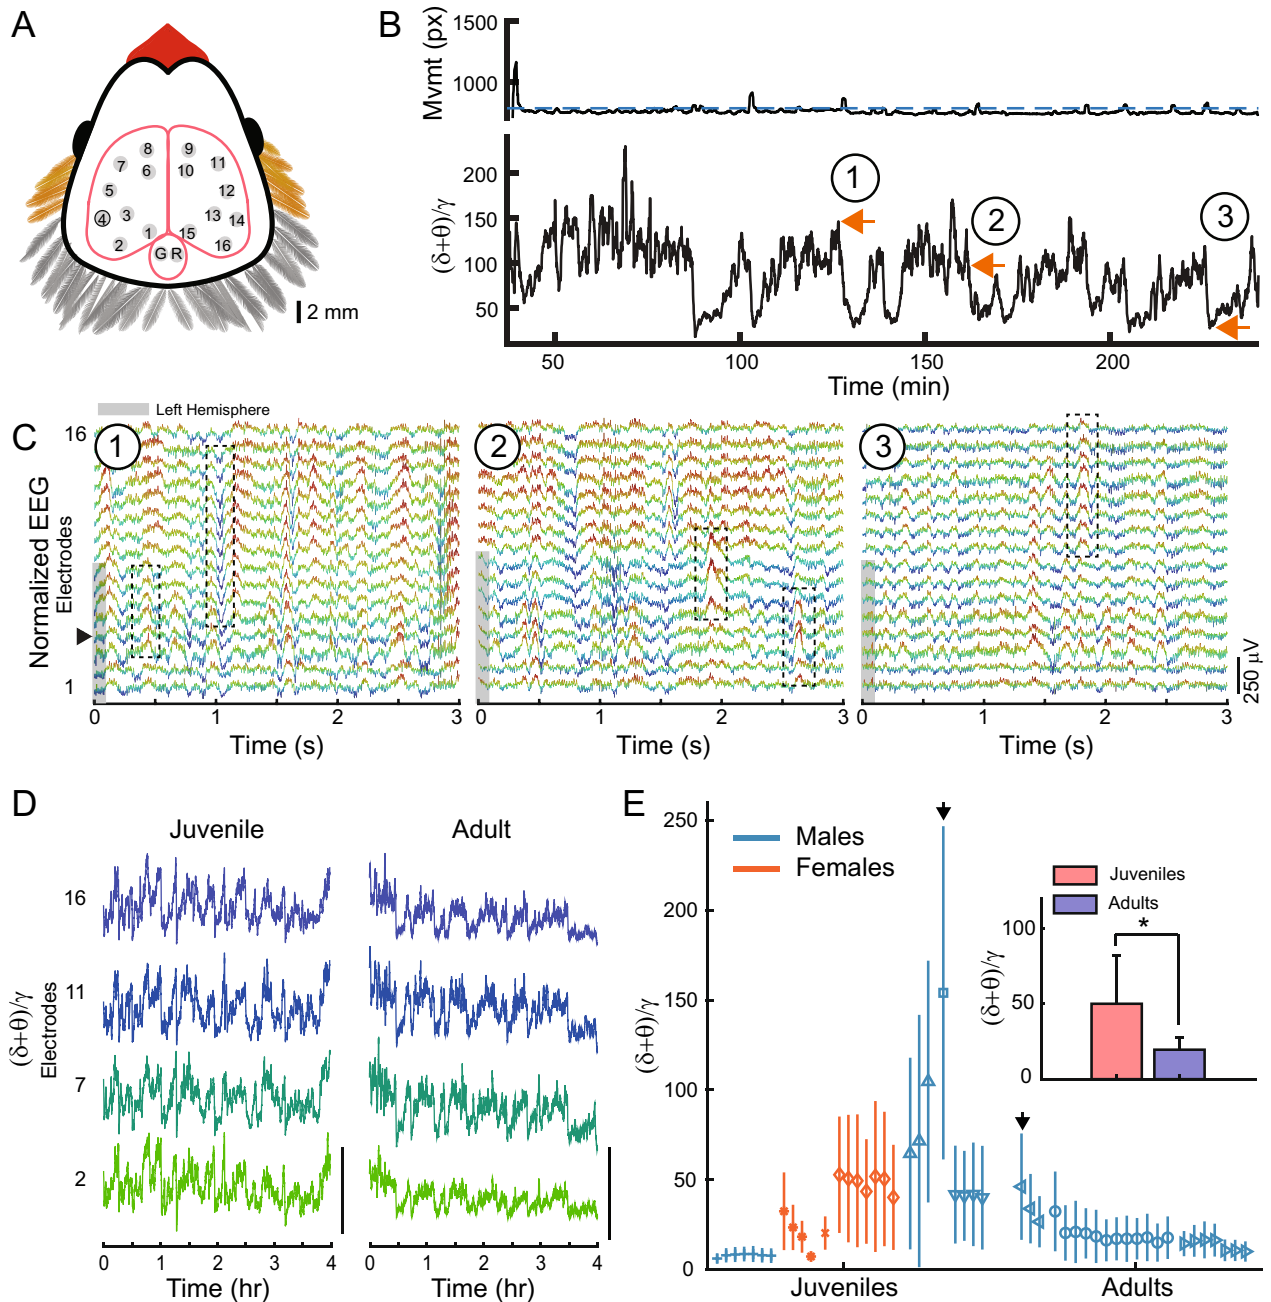 A
8 9
7 6 10 11
5 12
4 3 13 14
2 1 15 16
G R
2 mm
B
Mvmt (px)
1500
1000
(δ+θ)/γ
200
150
100
50
1
2
3
50 100 150 200
Time (min)
C
Left Hemisphere
Normalized EEG
Electrodes
16
1
1
2
3
0 1 2 3
Time (s)
0 1 2 3
Time (s)
0 1 2 3
Time (s)
250 μV
D
Juvenile
Adult
(δ+θ)/γ
Electrodes
16
11
7
2
0 1 2 3 4
Time (hr)
0 1 2 3 4
Time (hr)
E
(δ+θ)/γ
250
200
150
100
50
0
Males
Females
Juveniles
Adults
(δ+θ)/γ
100
50
0
*
Juveniles
Adults